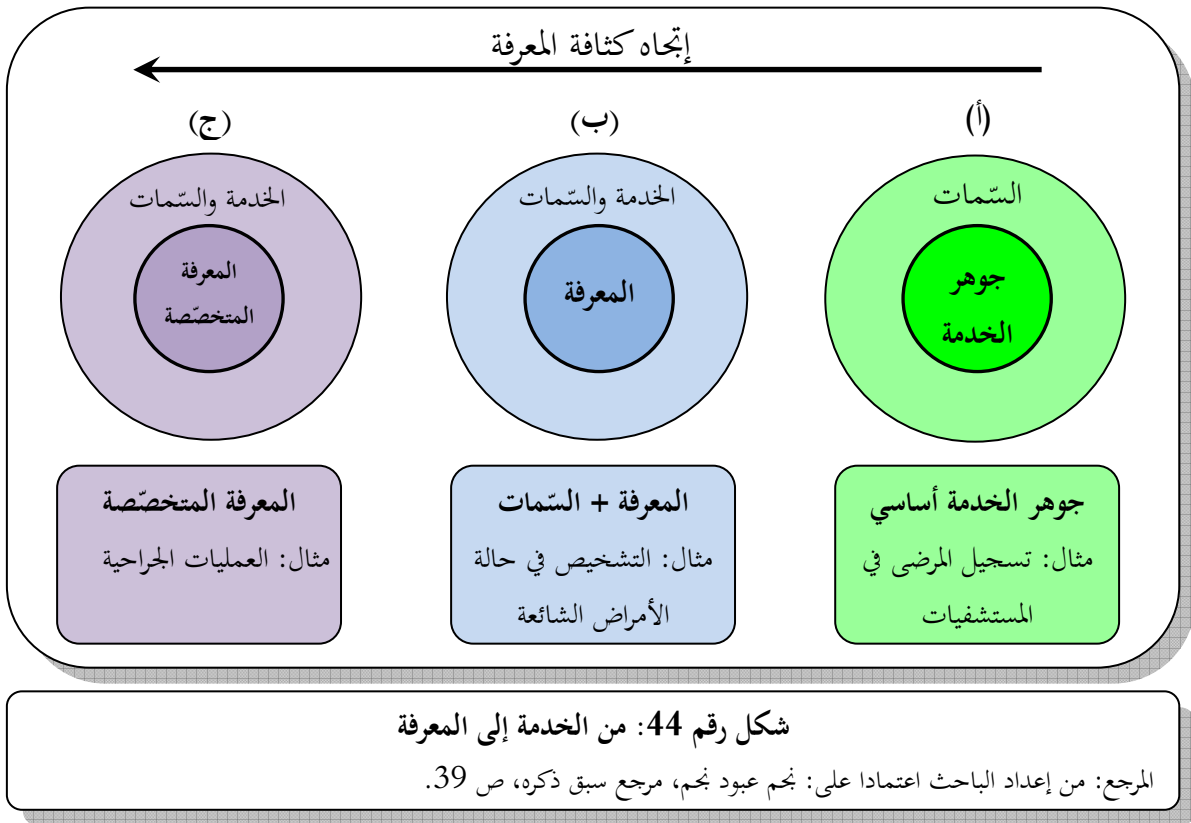 إتجاه كثافة المعرفة
(أ)
السّمات
جوهر
الخدمة
جوهر الخدمة أساسي
مثال: تسجيل المرضى في
المستشفيات
(ب)
الخدمة والسّمات
المعرفة
المعرفة + السّمات
مثال: التشخيص في حالة
الأمراض الشائعة
(ج)
الخدمة والسّمات
المعرفة
المتخصّصة
المعرفة المتخصّصة
مثال: العمليات الجراحية
شكل رقم 44: من الخدمة إلى المعرفة
المرجع: من إعداد الباحث اعتمادا على: نجم عبود نجم، مرجع سبق ذكره، ص 39.